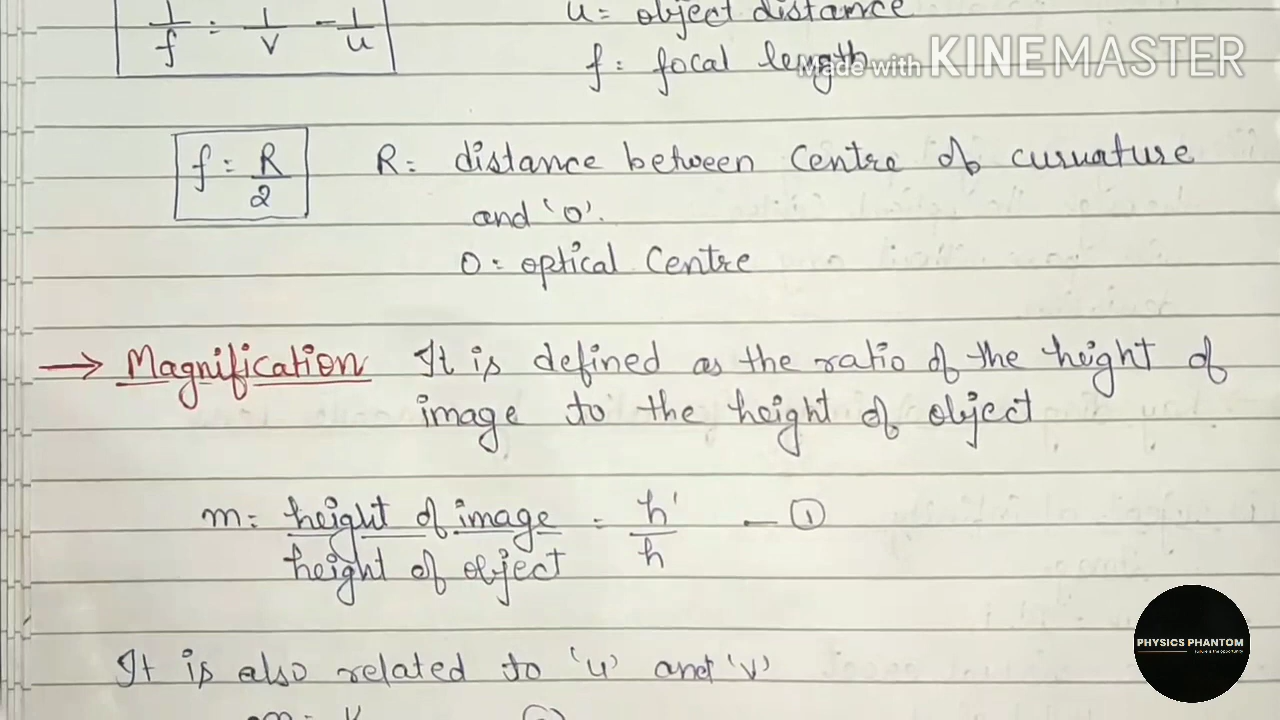 1/f = 1/v - 1/u
u = object distance
f = focal length
Made with KINEMASTER
f = R/2
R = distance between Centre of curvature
and 'O'.
O = optical Centre
→ Magnification It is defined as the ratio of the height of
image to the height of object
m = height of image / height of object = h'/h — ①
PHYSICS PHANTOM
It is also related to 'u' and 'v'
m = v